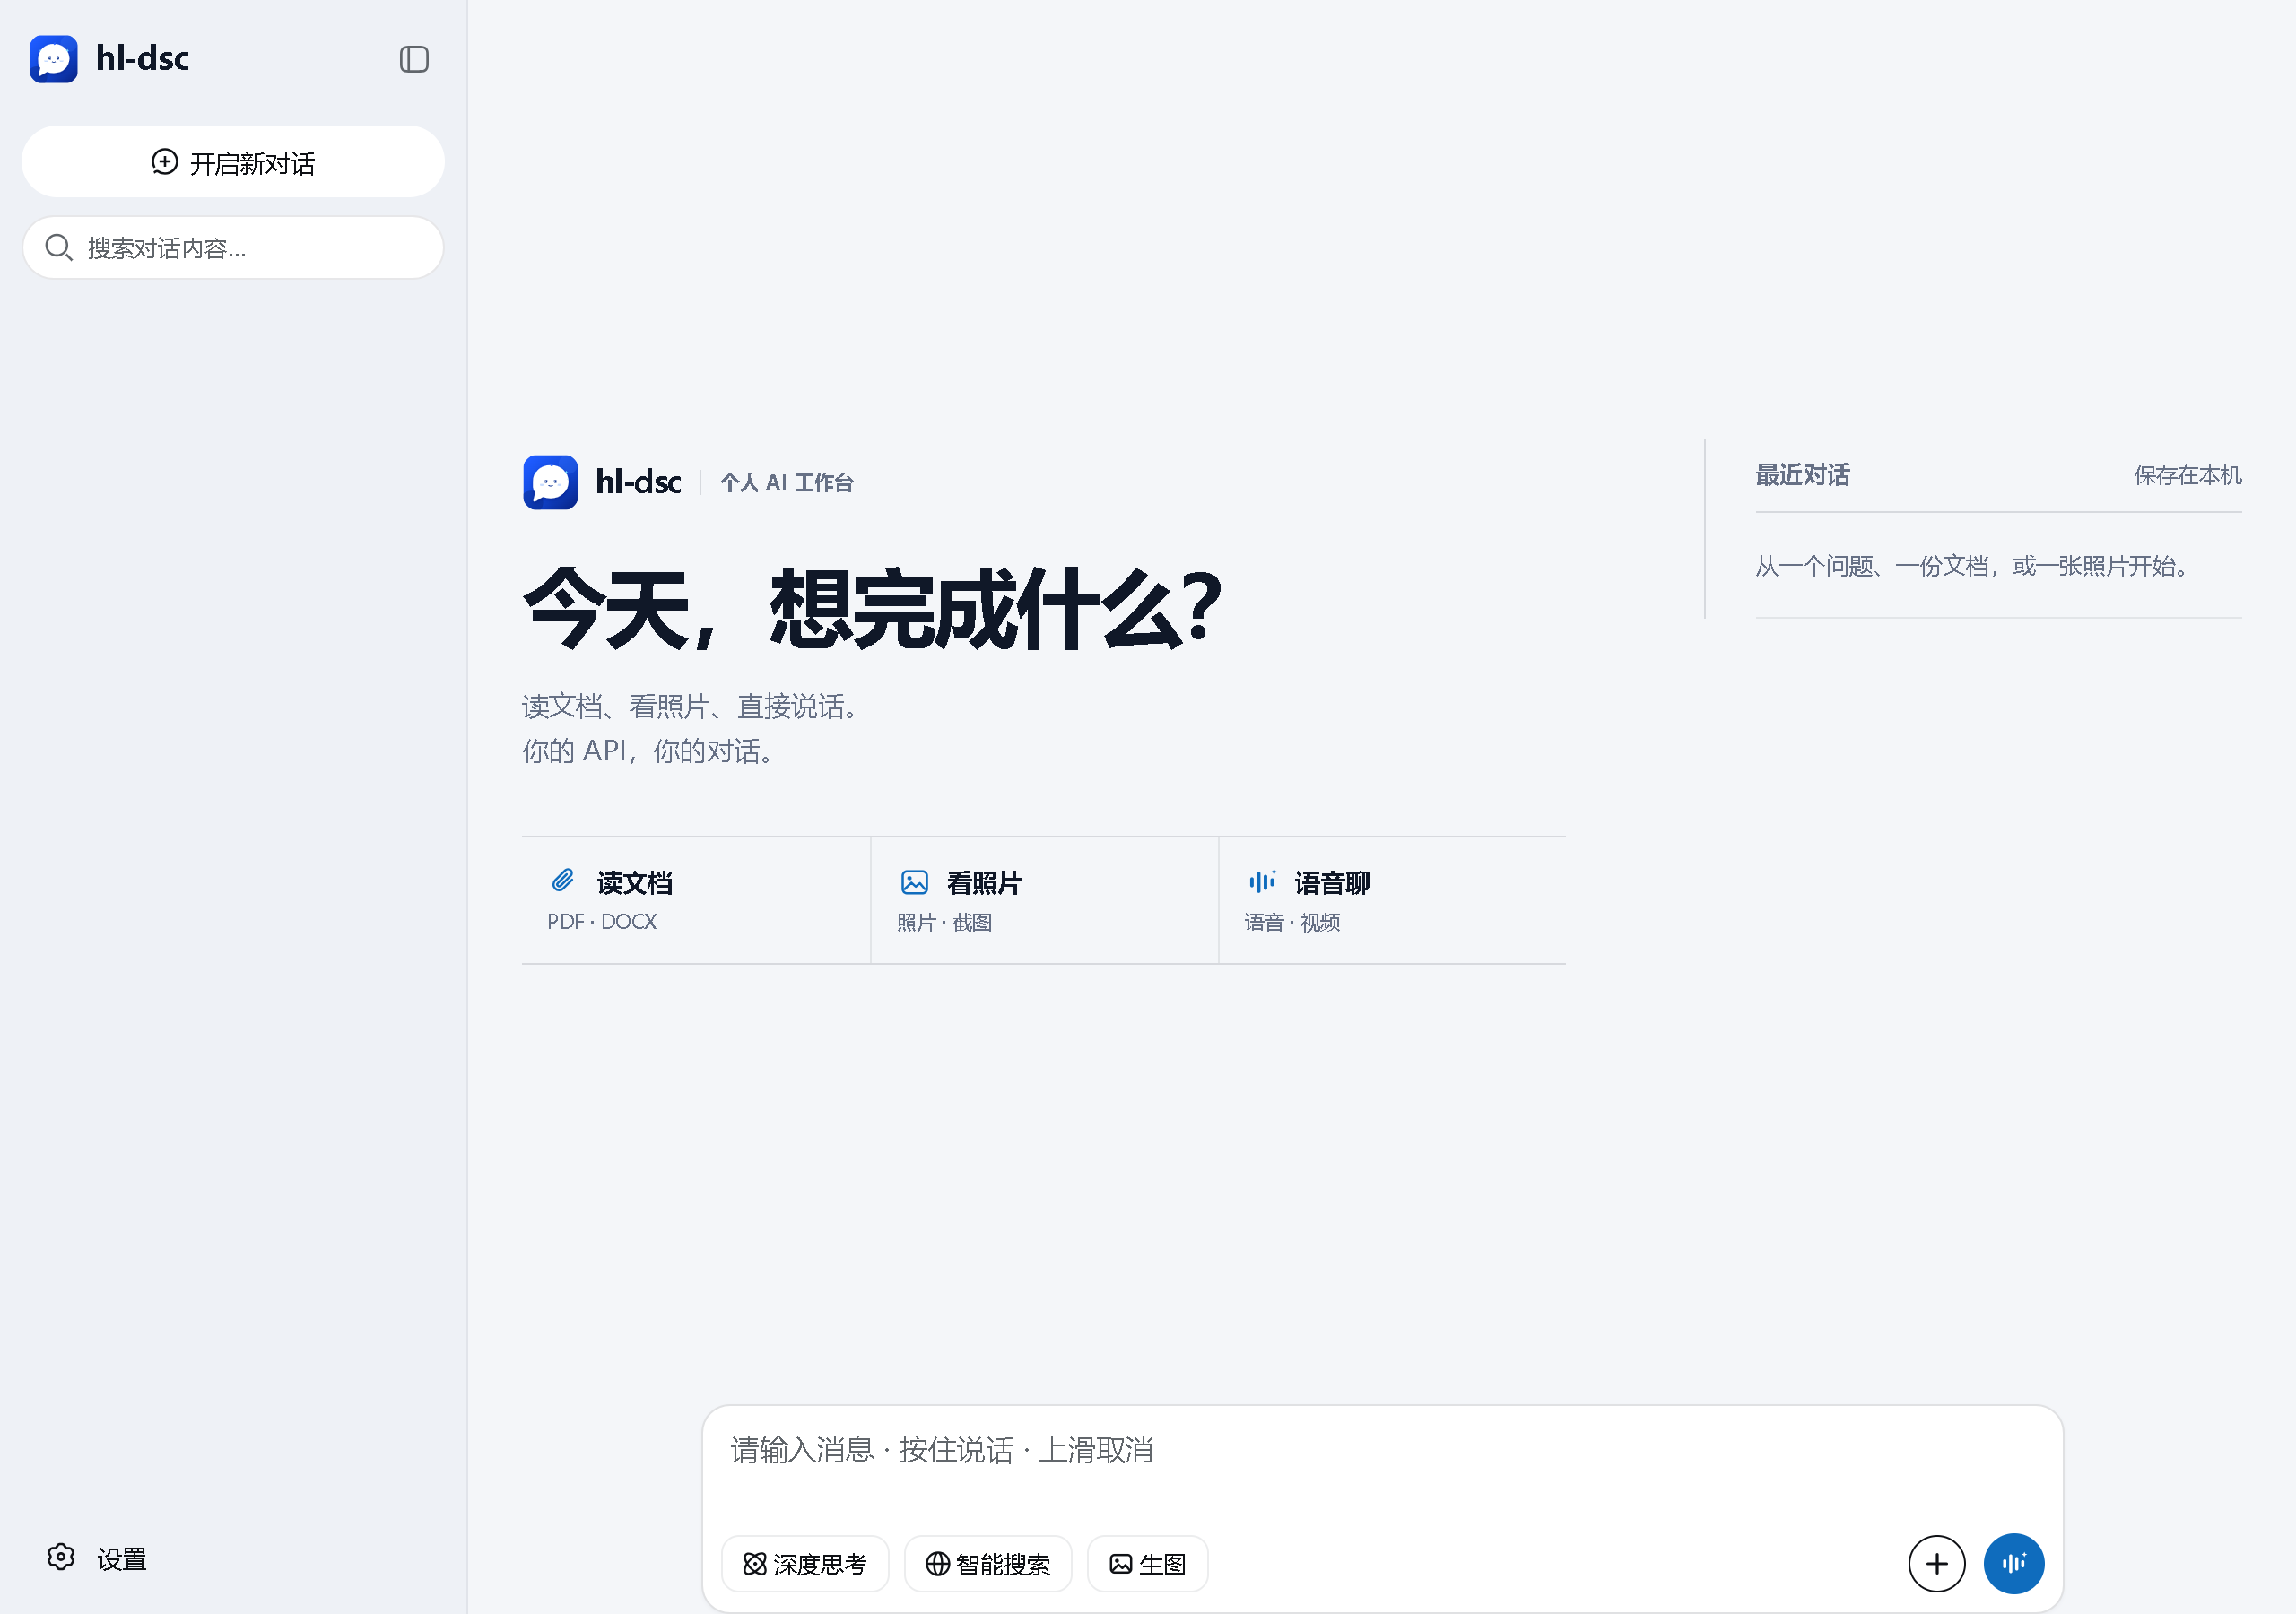 hl-dsc
开启新对话
搜索对话内容...
设置
hl-dsc
个人 AI 工作台
今天，想完成什么？
读文档、看照片、直接说话。
你的 API，你的对话。
读文档
PDF · DOCX
看照片
照片 · 截图
语音聊
语音 · 视频
最近对话
保存在本机
从一个问题、一份文档，或一张照片开始。
请输入消息 · 按住说话 · 上滑取消
深度思考
智能搜索
生图